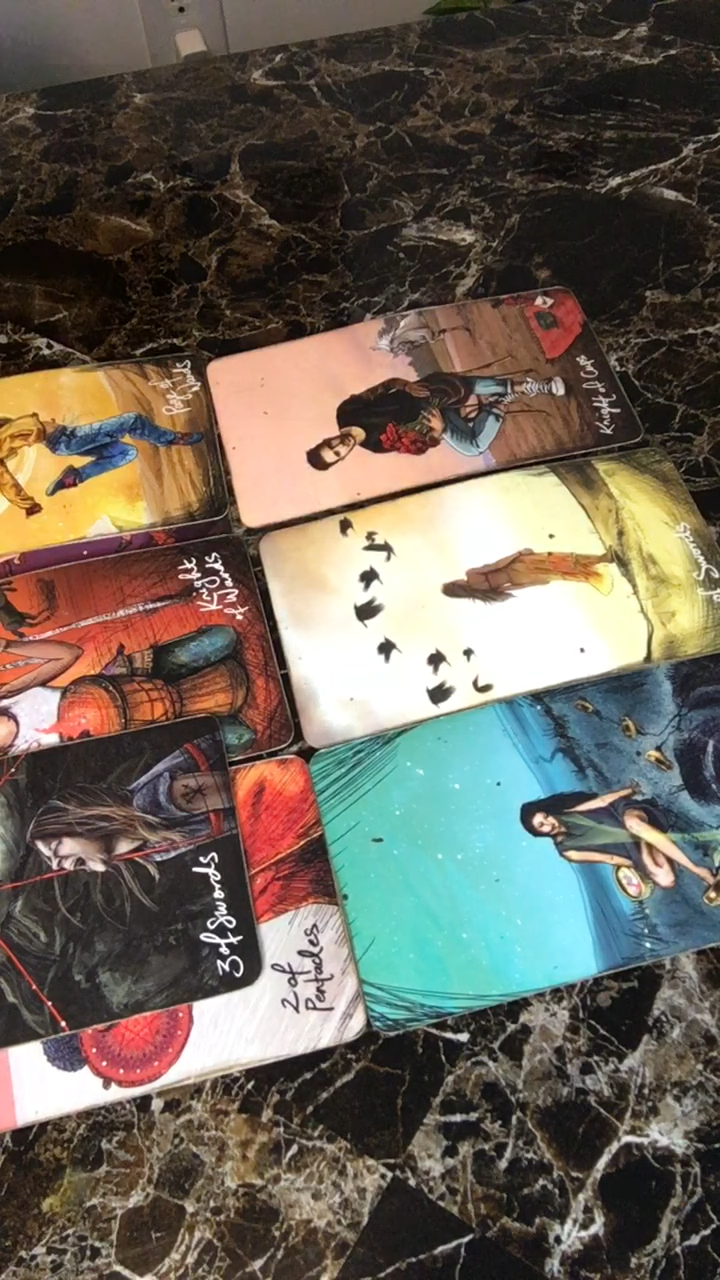 Page of
Wands
Knight of Cups
Knight
of Wands
of Swords
3 of Swords
2 of
Pentacles